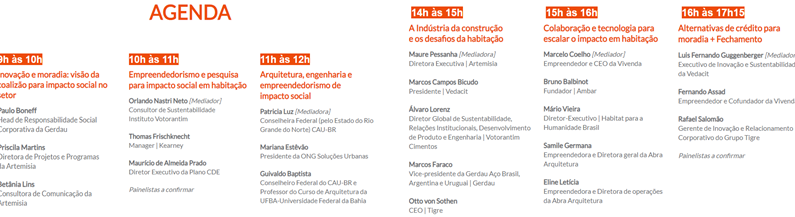 AGENDA
9h às 10h
Inovação e moradia: visão da
coalizão para impacto social no
setor
Paulo Boneff
Head de Responsabilidade Social
Corporativa da Gerdau
Priscila Martins
Diretora de Projetos e Programas
da Artemisia
Betânia Lins
Consultora de Comunicação da
Artemisia
10h às 11h
Empreendedorismo e pesquisa
para impacto social em habitação
Orlando Nastri Neto [Mediador]
Consultor de Sustentabilidade
Instituto Votorantim
Thomas Frischknecht
Manager | Kearney
Maurício de Almeida Prado
Diretor Executivo da Plano CDE
Painelistas a confirmar
11h às 12h
Arquitetura, engenharia e
empreendedorismo de
impacto social
Patricia Luz [Mediadora]
Conselheira Federal (pelo Estado do Rio
Grande do Norte) CAU-BR
Mariana Estêvão
Presidente da ONG Soluções Urbanas
Guivaldo Baptista
Conselheiro Federal do CAU-BR e
Professor do Curso de Arquitetura da
UFBA-Universidade Federal da Bahia
14h às 15h
A Indústria da construção
e os desafios da habitação
Maure Pessanha [Mediadora]
Diretora Executiva | Artemisia
Marcos Campos Bicudo
Presidente | Vedacit
Álvaro Lorenz
Diretor Global de Sustentabilidade,
Relações Institucionais, Desenvolvimento
de Produto e Engenharia | Votorantim
Cimentos
Marcos Faraco
Vice-presidente da Gerdau Aço Brasil,
Argentina e Uruguai | Gerdau
Otto von Sothen
CEO | Tigre
15h às 16h
Colaboração e tecnologia para
escalar o impacto em habitação
Marcelo Coelho [Mediador]
Empreendedor e CEO da Vivenda
Bruno Balbinot
Fundador | Ambar
Mário Vieira
Diretor-Executivo | Habitat para a
Humanidade Brasil
Samile Germana
Empreendedora e Diretora geral da Abra
Arquitetura
Eline Letícia
Empreendedora e Diretora de operações
da Abra Arquitetura
16h às 17h15
Alternativas de crédito para
moradia + Fechamento
Luis Fernando Guggenberger [Mediador
Executivo de Inovação e Sustentabilidad
da Vedacit
Fernando Assad
Empreendedor e Cofundador da Vivenda
Rafael Salomão
Gerente de Inovação e Relacionamento
Corporativo do Grupo Tigre
Painelistas a confirmar